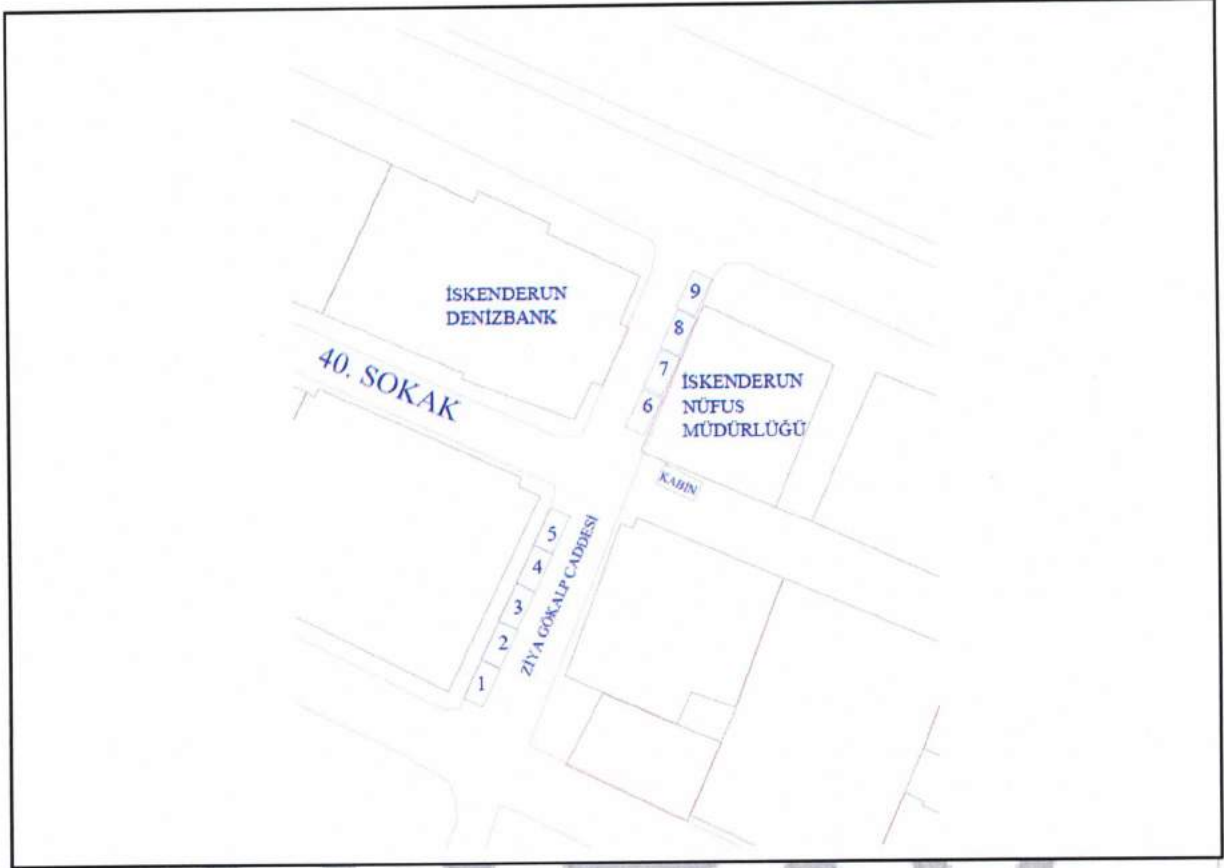 İSKENDERUN
DENİZBANK
40. SOKAK
9
8
7
6
İSKENDERUN
NÜFUS
MÜDÜRLÜĞÜ
KABİN
5
4
3
2
1
ZİYA GÖKALP CADDESİ